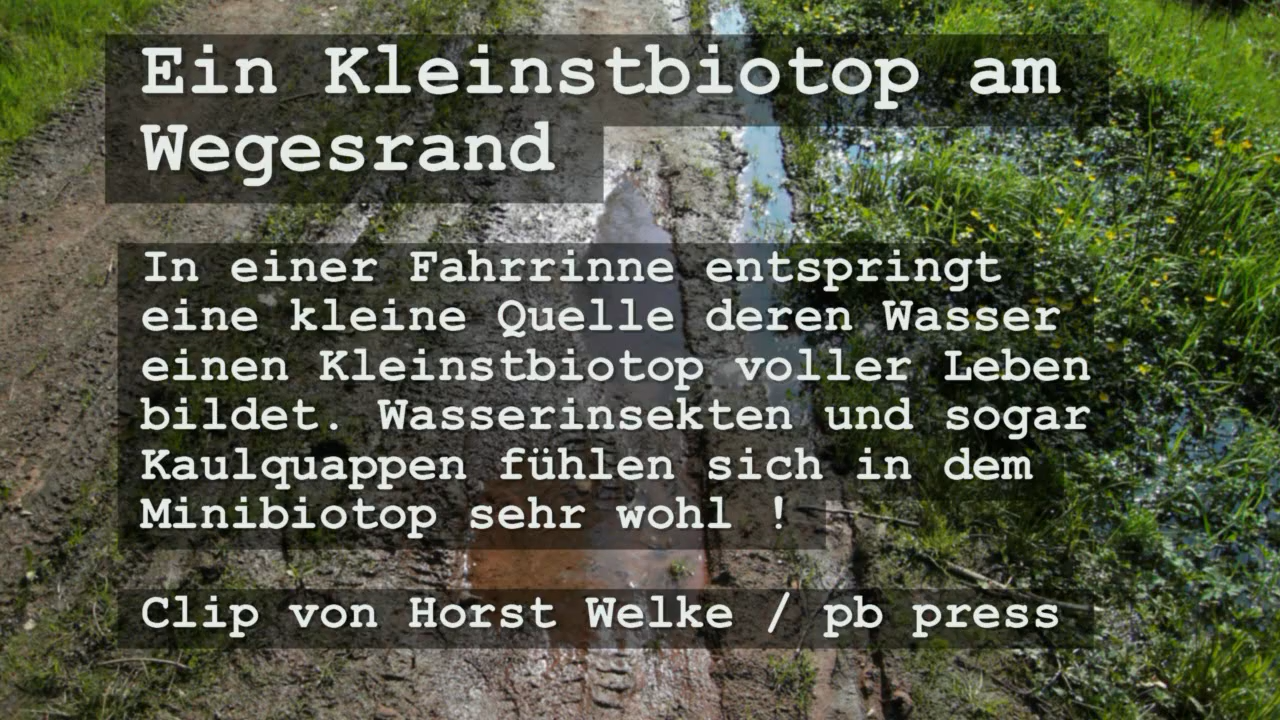 Ein Kleinstbiotop am
Wegesrand
In einer Fahrrinne entspringt
eine kleine Quelle deren Wasser
einen Kleinstbiotop voller Leben
bildet. Wasserinsekten und sogar
Kaulquappen fühlen sich in dem
Minibiotop sehr wohl !
Clip von Horst Welke / pb press